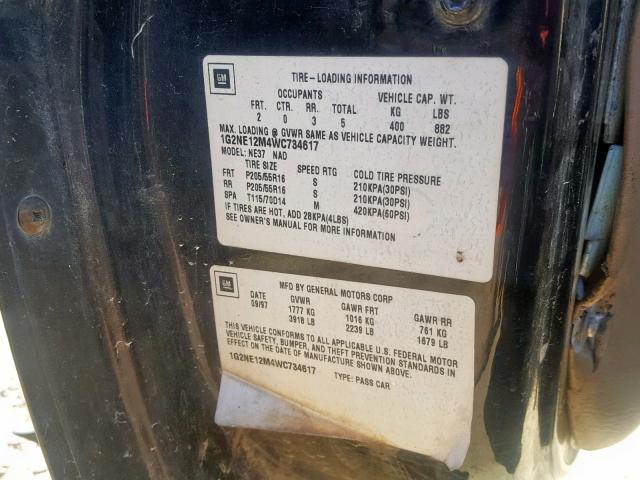 GM
TIRE-LOADING INFORMATION
OCCUPANTS VEHICLE CAP. WT.
FRT. CTR. RR. TOTAL KG LBS
2 0 3 5 400 882
MAX. LOADING @ GVWR SAME AS VEHICLE CAPACITY WEIGHT.
1G2NE12M4WC734617
MODEL: NE37 NAD
TIRE SIZE SPEED RTG COLD TIRE PRESSURE
FRT P205/55R16 S 210KPA(30PSI)
RR P205/55R16 S 210KPA(30PSI)
SPA T115/70D14 M 420KPA(60PSI)
IF TIRES ARE HOT, ADD 28KPA(4LBS)
SEE OWNER'S MANUAL FOR MORE INFORMATION
GM
MFD BY GENERAL MOTORS CORP
DATE GVWR GAWR FRT GAWR RR
09/97 1777 KG 1016 KG 761 KG
3918 LB 2239 LB 1679 LB
THIS VEHICLE CONFORMS TO ALL APPLICABLE U.S. FEDERAL MOTOR
VEHICLE SAFETY, BUMPER, AND THEFT PREVENTION STANDARDS IN
EFFECT ON THE DATE OF MANUFACTURE SHOWN ABOVE.
1G2NE12M4WC734617
TYPE: PASS CAR